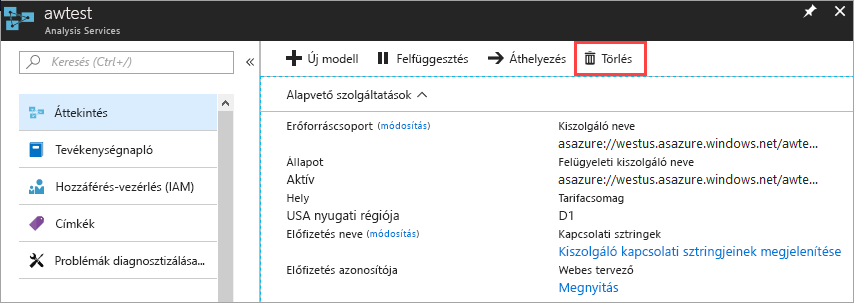 awtest
Analysis Services
Keresés (Ctrl+/)
Áttekintés
Tevékenységnapló
Hozzáférés-vezérlés (IAM)
Címkék
Problémák diagnosztizálása...
Új modell Felfüggesztés Áthelyezés Törlés
Alapvető szolgáltatások
Erőforráscsoport (módosítás)
Állapot
Aktív
Hely
USA nyugati régiója
Előfizetés neve (módosítás)
Előfizetés azonosítója
Kiszolgáló neve
asazure://westus.asazure.windows.net/awte...
Felügyeleti kiszolgáló neve
asazure://westus.asazure.windows.net/awte...
Tarifacsomag
D1
Kapcsolati sztringek
Kiszolgáló kapcsolati sztringjeinek megjelenítése
Webes tervező
Megnyitás